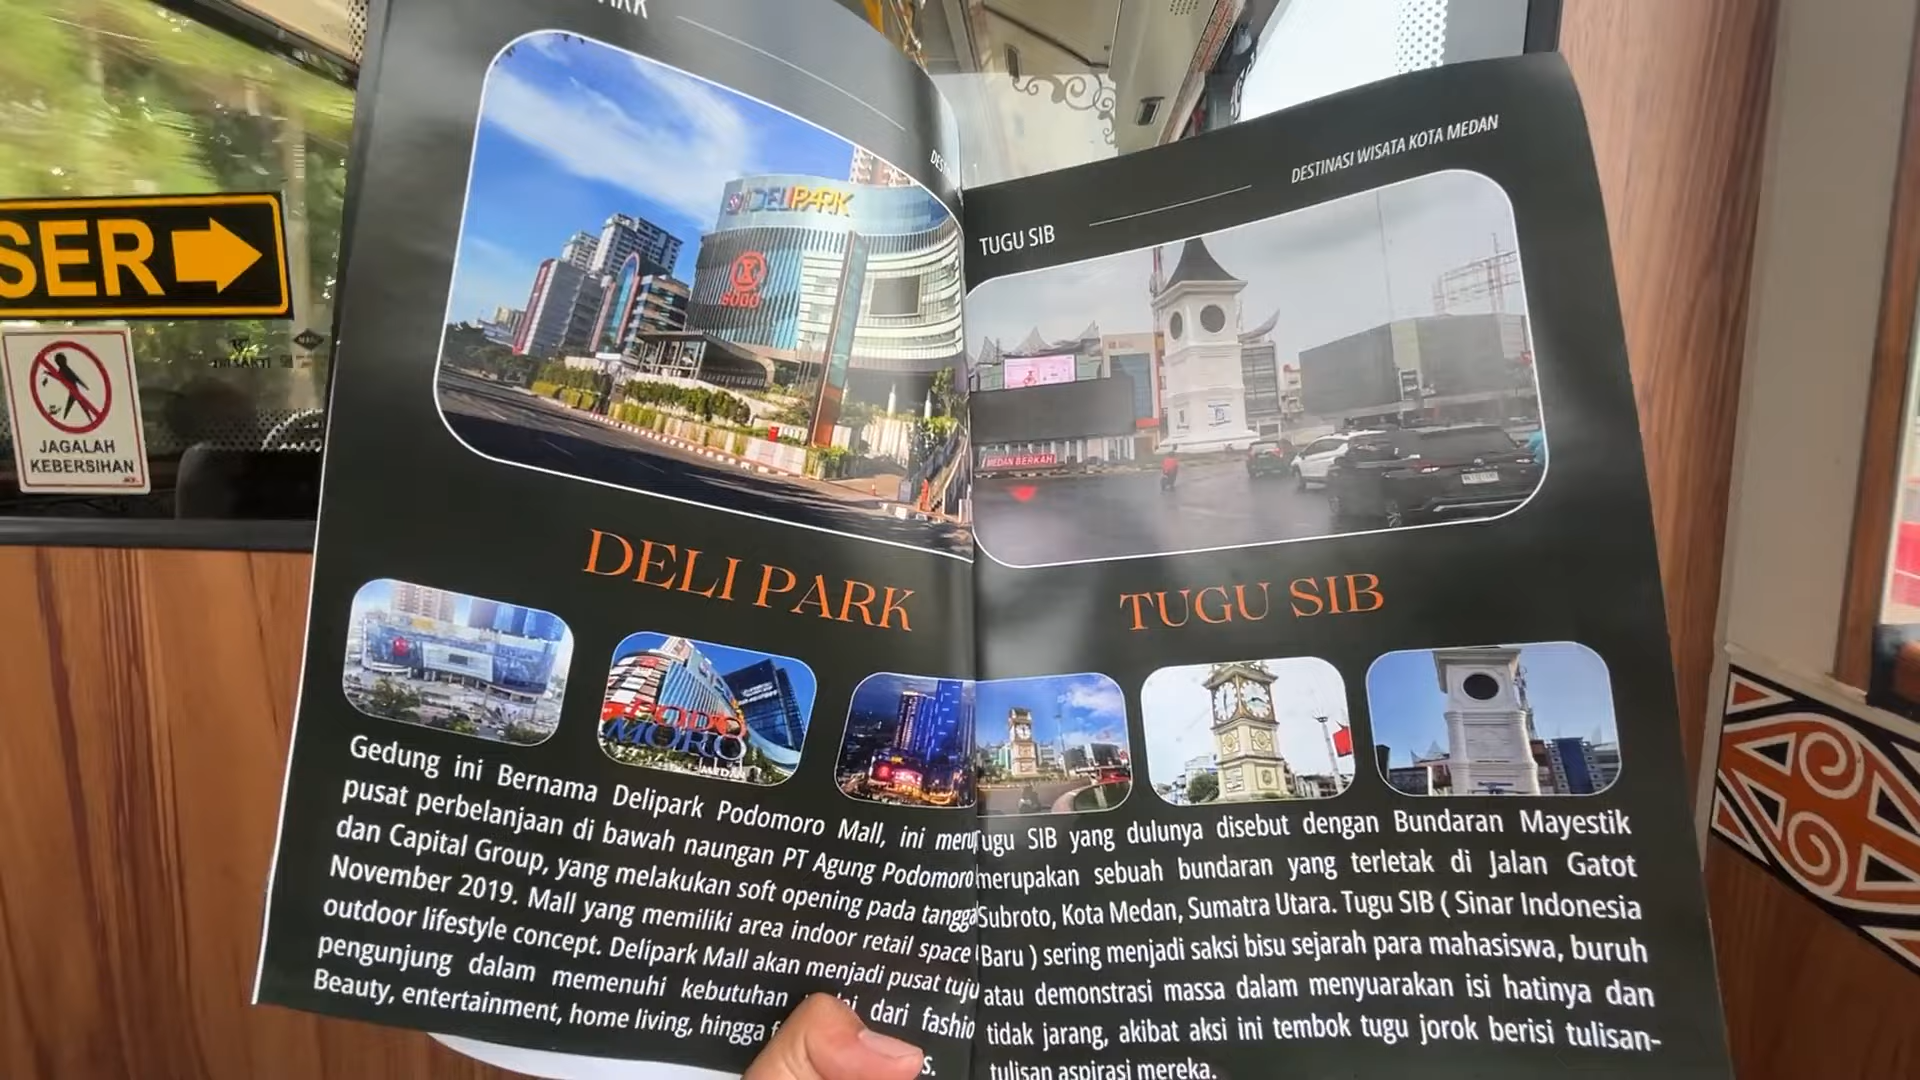 SER
JAGALAH
KEBERSIHAN
DELIPARK
SOGO
DELI PARK
PODO
MORO
Gedung ini Bernama Delipark Podomoro Mall, ini
pusat perbelanjaan di bawah naungan PT Agung Podomoro
dan Capital Group, yang melakukan soft opening pada
November 2019. Mall yang memiliki area indoor retail space
outdoor lifestyle concept. Delipark Mall akan menjadi pusat
pengunjung dalam memenuhi kebutuhan dari
Beauty, entertainment, home living, hingga
DESTINASI WISATA KOTA MEDAN
TUGU SIB
MEDAN BERKAH
TUGU SIB
Tugu SIB yang dulunya disebut dengan Bundaran Mayestik
merupakan sebuah bundaran yang terletak di Jalan Gatot
Subroto, Kota Medan, Sumatra Utara. Tugu SIB ( Sinar Indonesia
Baru ) sering menjadi saksi bisu sejarah para mahasiswa, buruh
atau demonstrasi massa dalam menyuarakan isi hatinya dan
tidak jarang, akibat aksi ini tembok tugu jorok berisi tulisan-
tulisan aspirasi mereka.